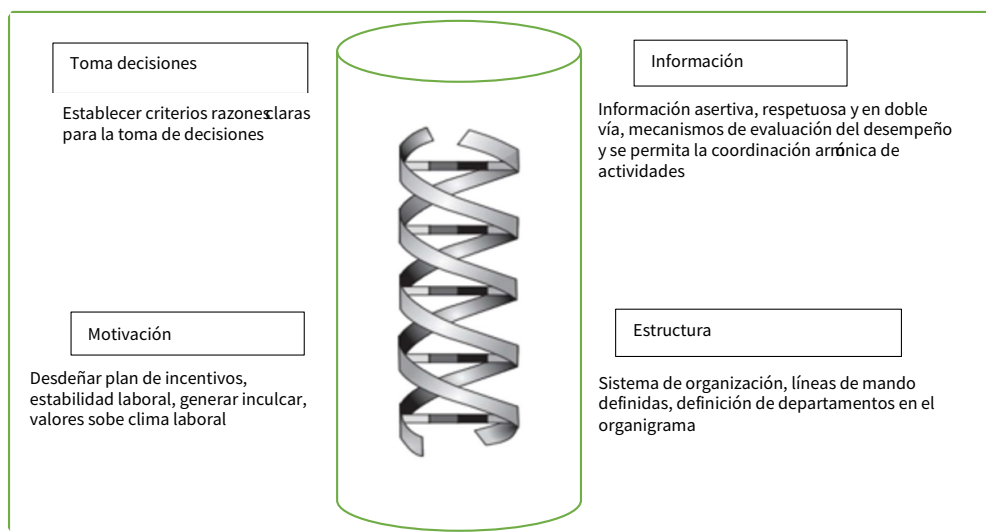 Toma decisiones
Establecer criterios razones claras
para la toma de decisiones
Información
Información asertiva, respetuosa y en doble
vía, mecanismos de evaluación del desempeño
y se permita la coordinación armónica de
actividades
Motivación
Desdeñar plan de incentivos,
estabilidad laboral, generar inculcar,
valores sobe clima laboral
Estructura
Sistema de organización, líneas de mando
definidas, definición de departamentos en el
organigrama